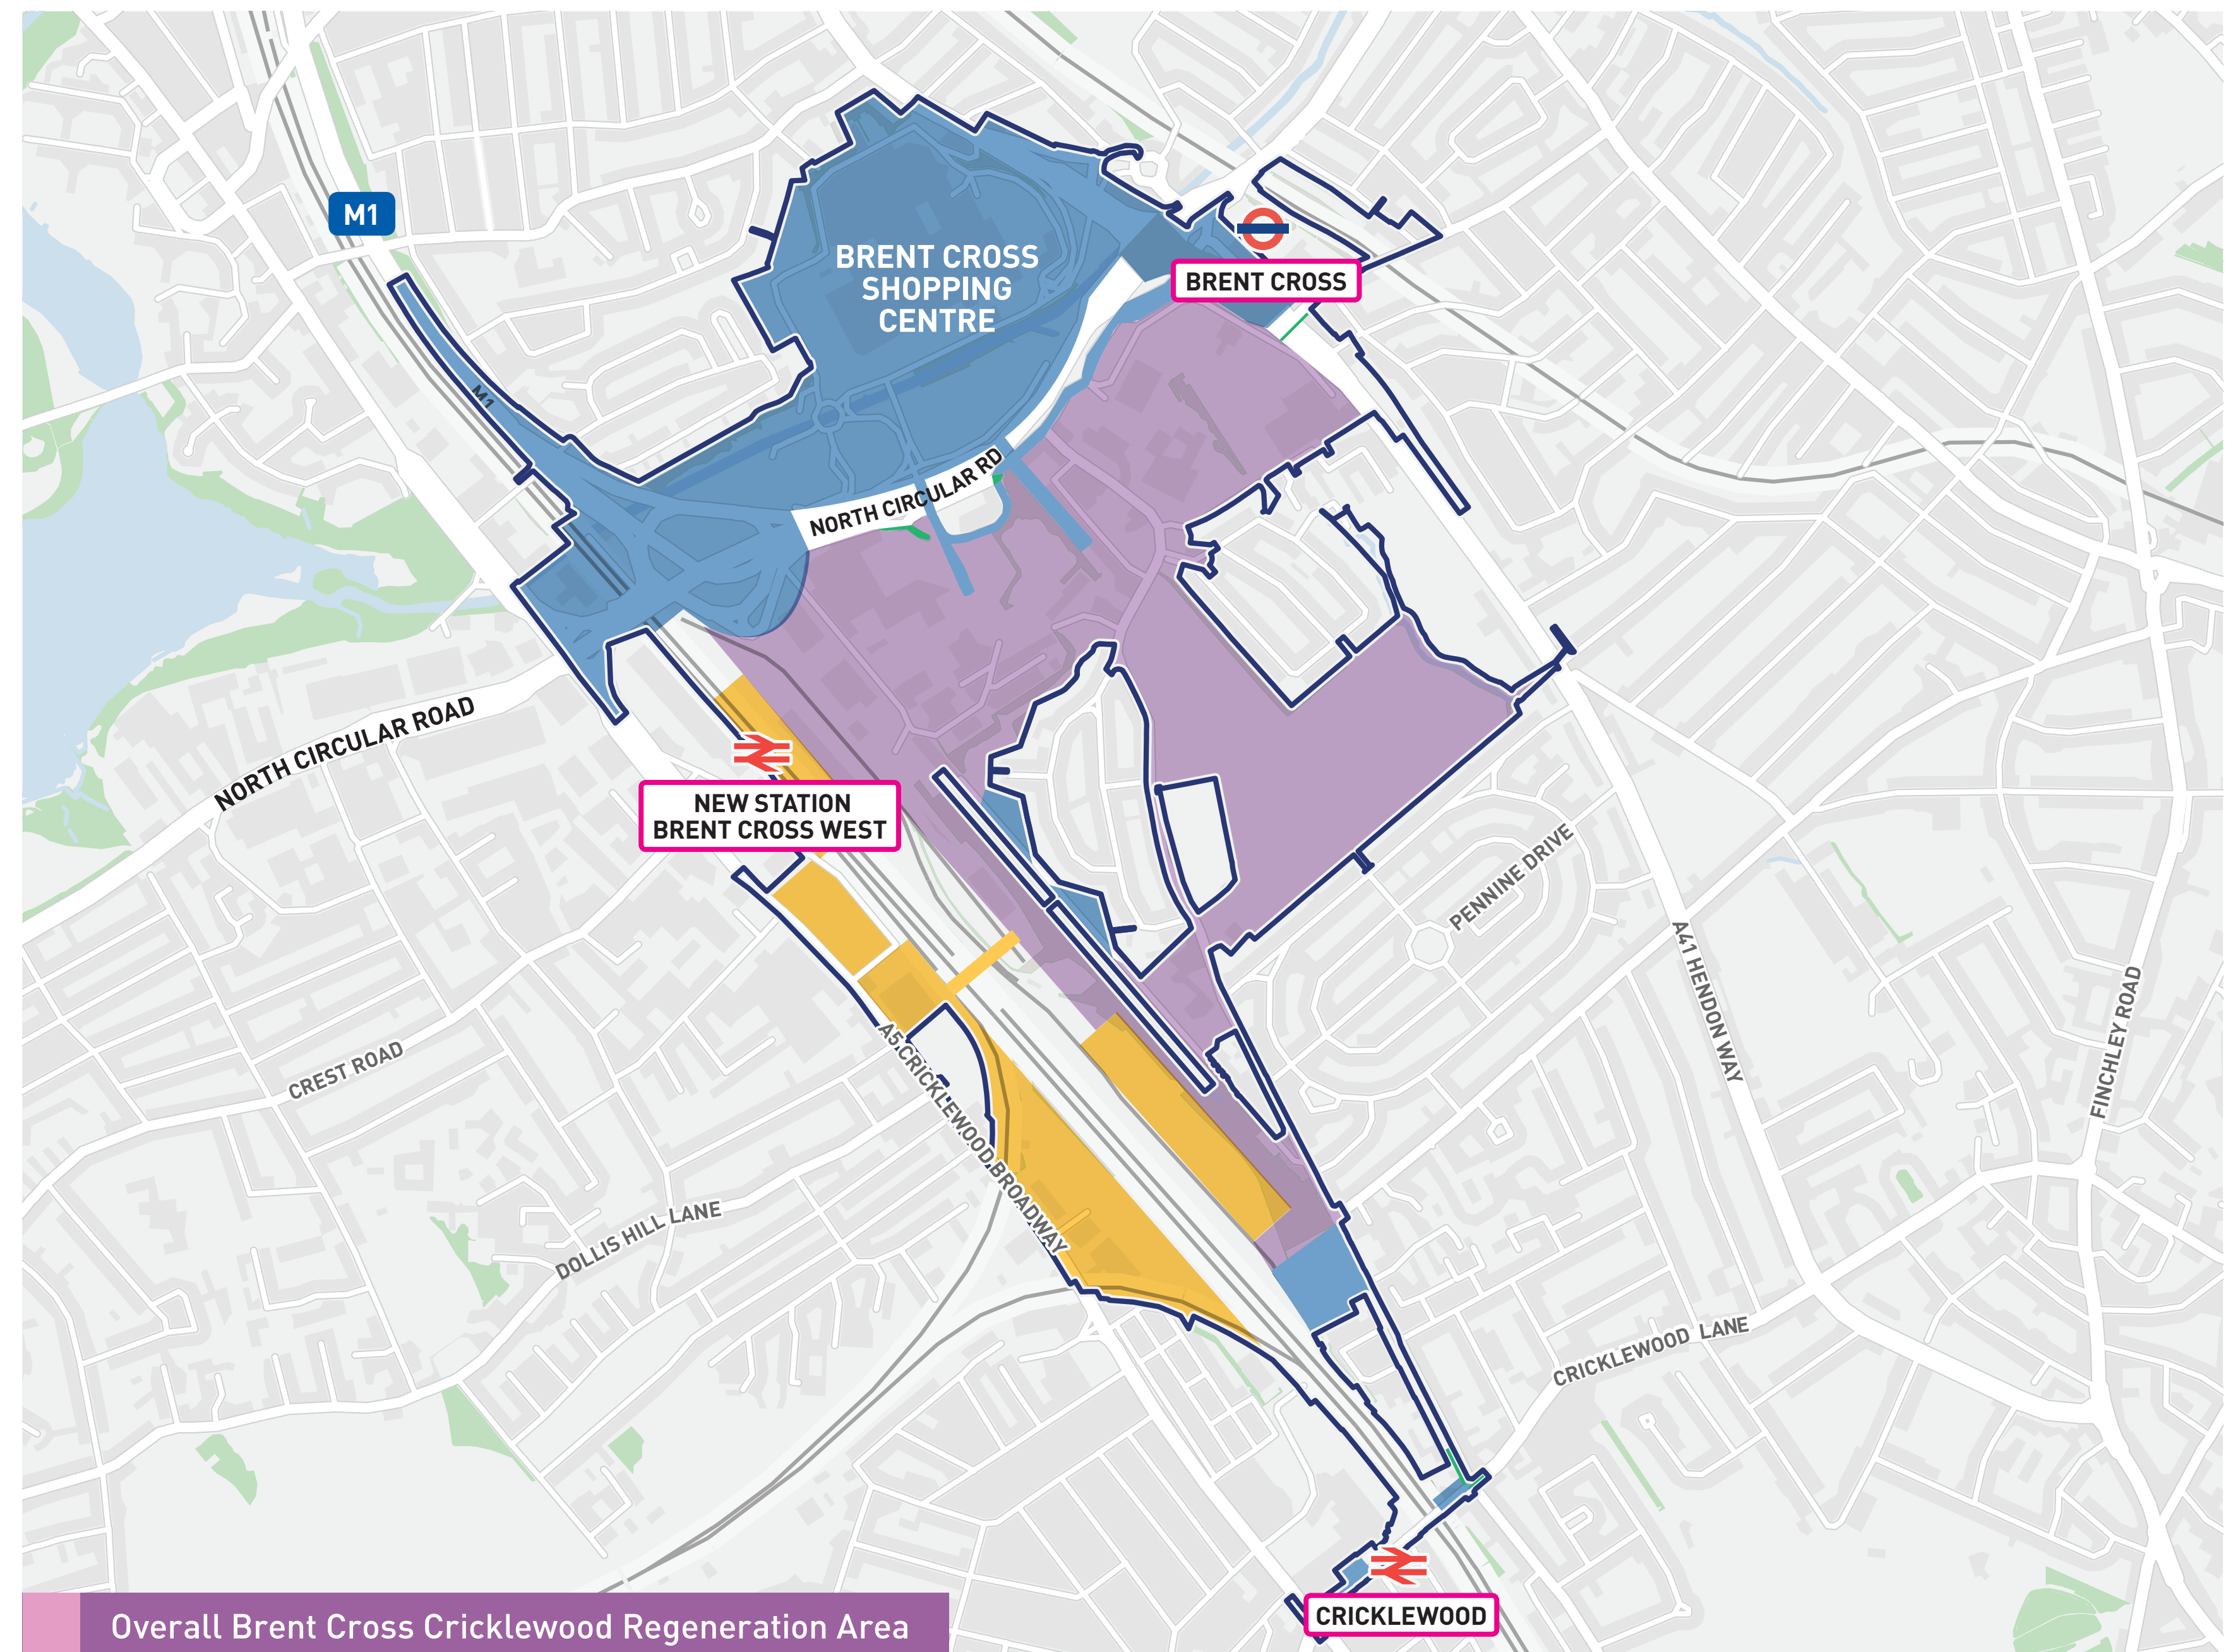 M1
BRENT CROSS
SHOPPING
CENTRE
BRENT CROSS
M1
NORTH CIRCULAR RD
NORTH CIRCULAR ROAD
NEW STATION
BRENT CROSS WEST
PENNINE DRIVE
A41 HENDON WAY
FINCHLEY ROAD
CREST ROAD
A5 CRICKLEWOOD BROADWAY
DOLLIS HILL LANE
CRICKLEWOOD LANE
CRICKLEWOOD
Overall Brent Cross Cricklewood Regeneration Area